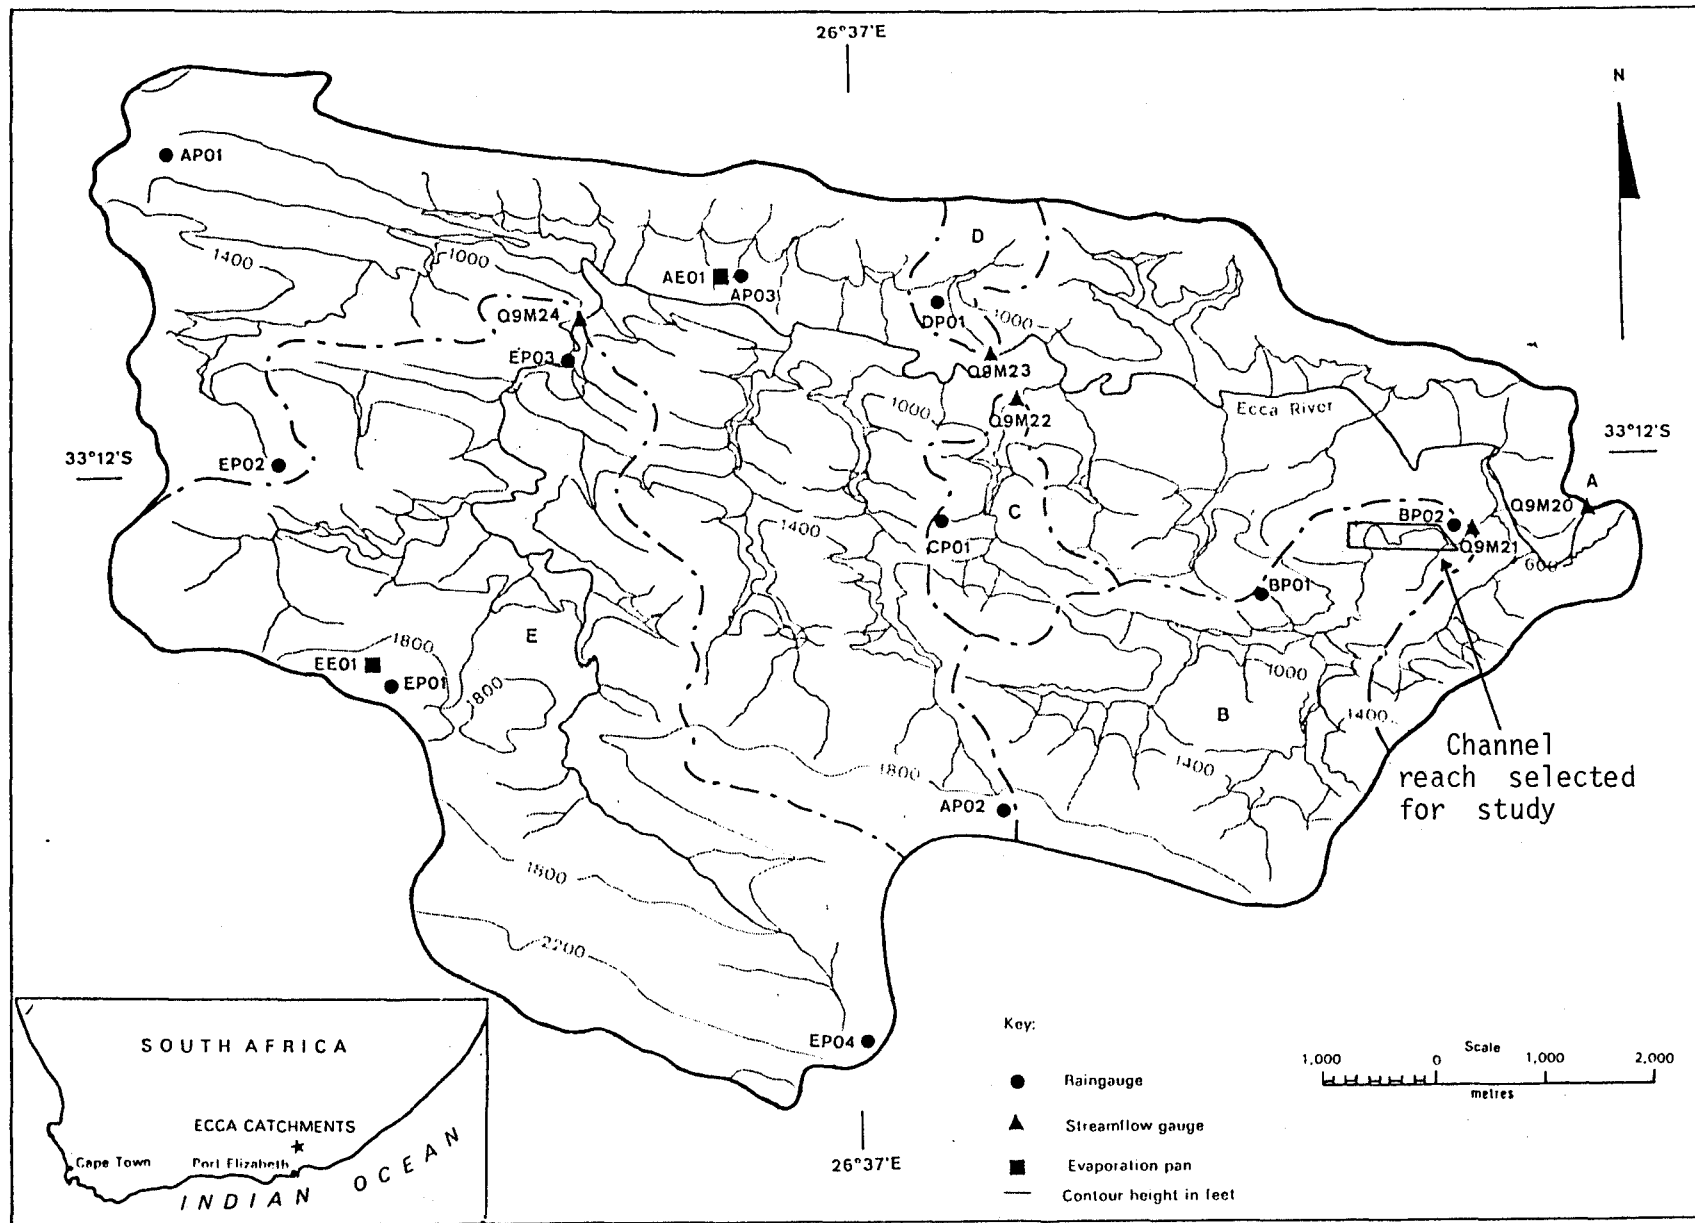 26°37'E
N
AP01
D
1400
1000
AE01
AP03
Q9M24
DP01
1000
EP03
Q9M23
1000
Q9M22
Ecca River
33°12'S
33°12'S
EP02
A
Q9M20
1400
C
BP02
CP01
Q9M21
600
BP01
E
1800
EE01
EP01
1800
1000
B
1400
1400
Channel
reach selected
for study
1800
AP02
1800
2200
EP04
26°37'E
SOUTH AFRICA
ECCA CATCHMENTS
Cape Town
Port Elizabeth
INDIAN OCEAN
Key:
Raingauge
Streamflow gauge
Evaporation pan
Contour height in feet
Scale
1,000 0 1,000 2,000
metres